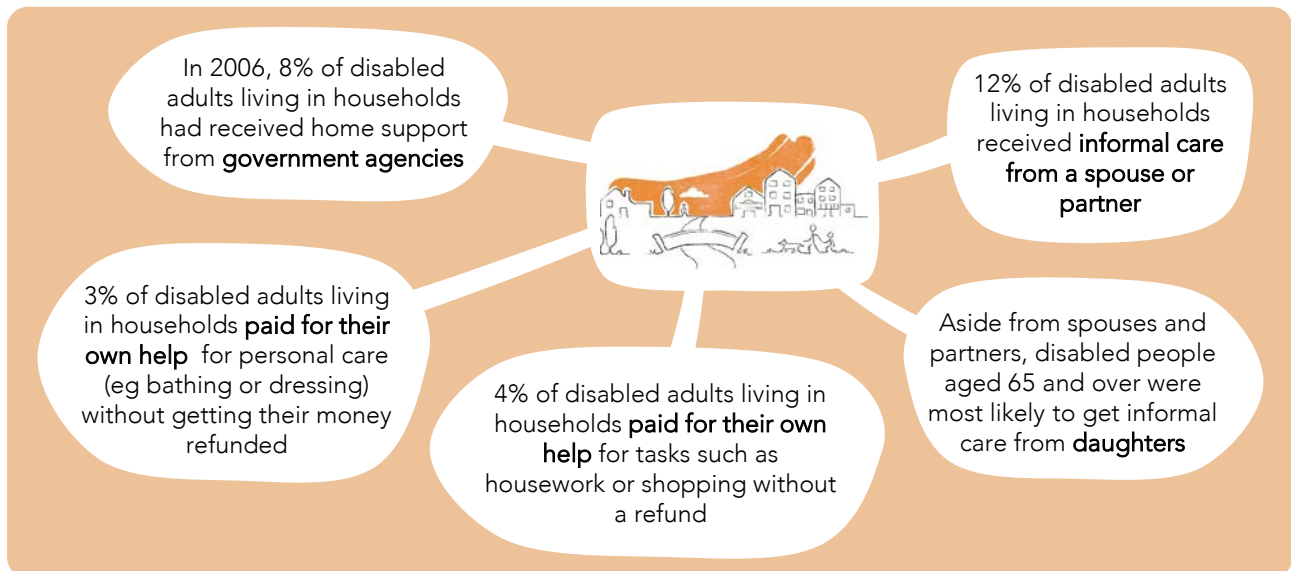 In 2006, 8% of disabled
adults living in households
had received home support
from government agencies
12% of disabled adults
living in households
received informal care
from a spouse or
partner
3% of disabled adults living
in households paid for their
own help for personal care
(eg bathing or dressing)
without getting their money
refunded
4% of disabled adults living in
households paid for their own
help for tasks such as
housework or shopping without
a refund
Aside from spouses and
partners, disabled people
aged 65 and over were
most likely to get informal
care from daughters